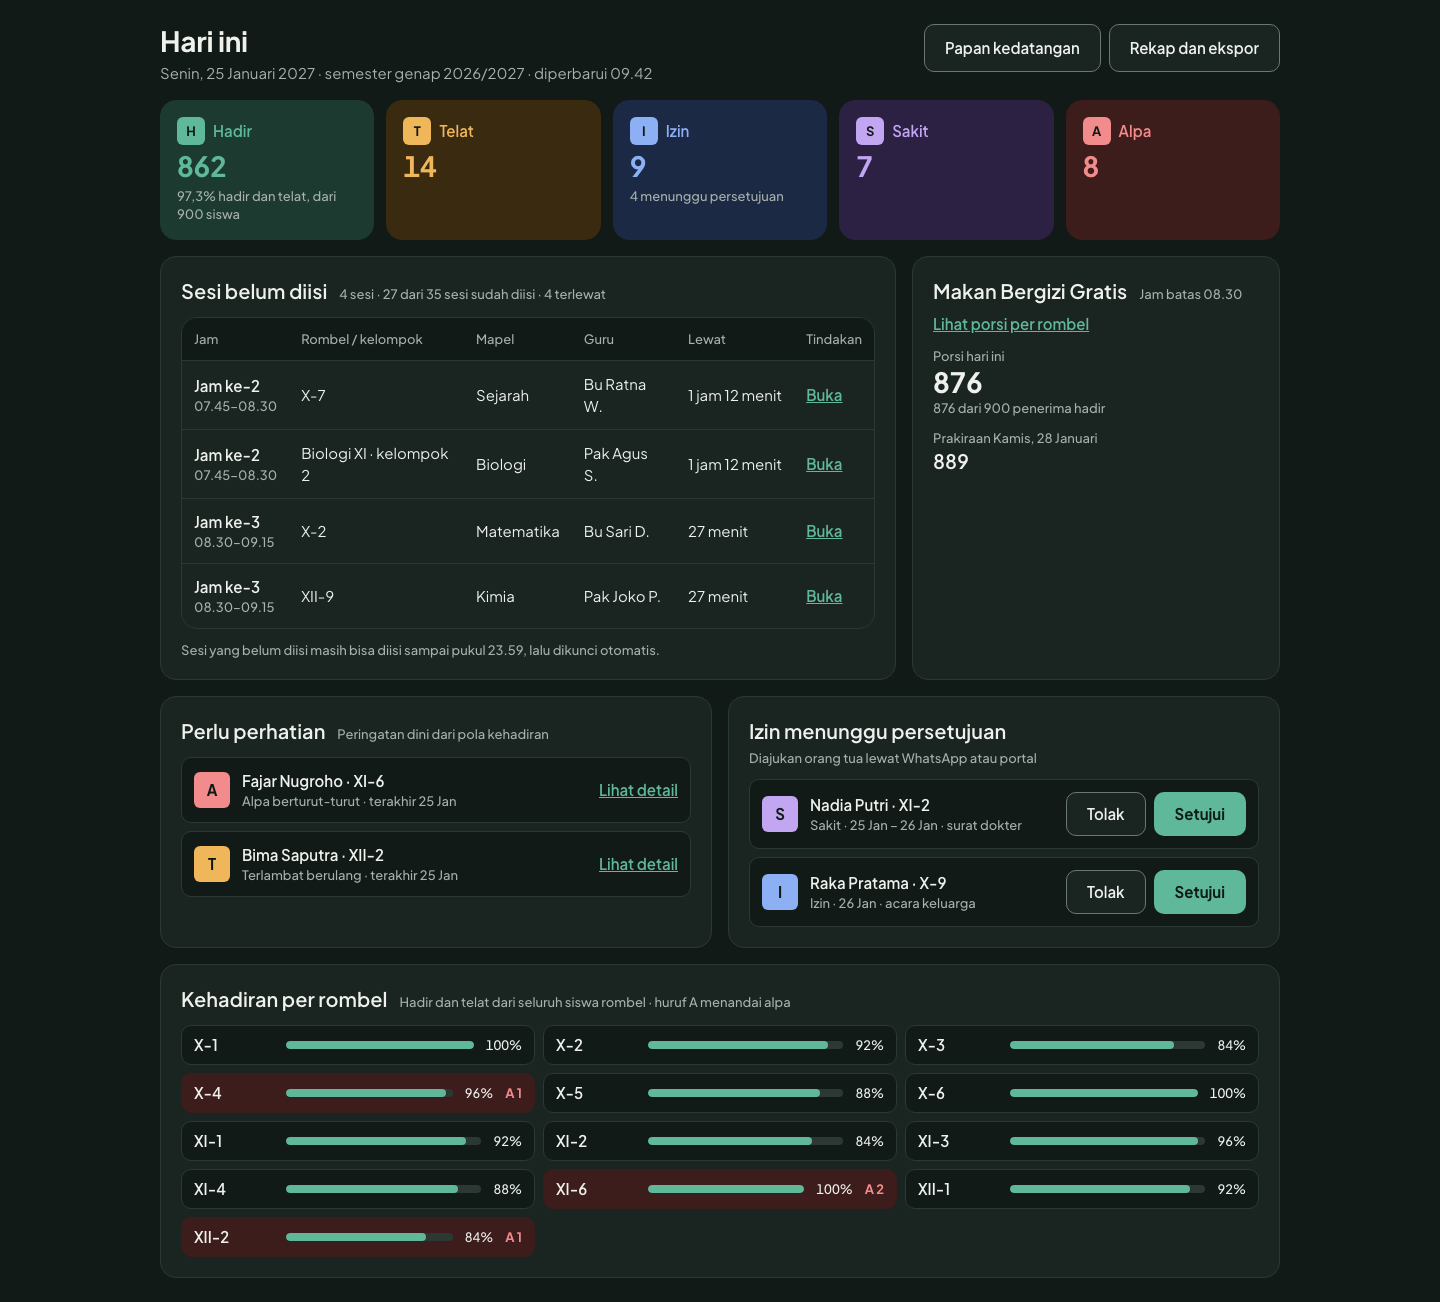 Hari ini
Senin, 25 Januari 2027 · semester genap 2026/2027 · diperbarui 09.42
Papan kedatangan
Rekap dan ekspor
H Hadir
862
97,3% hadir dan telat, dari
900 siswa
T Telat
14
I Izin
9
4 menunggu persetujuan
S Sakit
7
A Alpa
8
Sesi belum diisi 4 sesi · 27 dari 35 sesi sudah diisi · 4 terlewat
Jam Rombel / kelompok Mapel Guru Lewat Tindakan
Jam ke-2
07.45–08.30
X-7
Sejarah
Bu Ratna
W.
1 jam 12 menit
Buka
Jam ke-2
07.45–08.30
Biologi XI · kelompok
2
Biologi
Pak Agus
S.
1 jam 12 menit
Buka
Jam ke-3
08.30–09.15
X-2
Matematika
Bu Sari D.
27 menit
Buka
Jam ke-3
08.30–09.15
XII-9
Kimia
Pak Joko P.
27 menit
Buka
Sesi yang belum diisi masih bisa diisi sampai pukul 23.59, lalu dikunci otomatis.
Makan Bergizi Gratis Jam batas 08.30
Lihat porsi per rombel
Porsi hari ini
876
876 dari 900 penerima hadir
Prakiraan Kamis, 28 Januari
889
Perlu perhatian Peringatan dini dari pola kehadiran
A
Fajar Nugroho · XI-6
Alpa berturut-turut · terakhir 25 Jan
Lihat detail
T
Bima Saputra · XII-2
Terlambat berulang · terakhir 25 Jan
Lihat detail
Izin menunggu persetujuan
Diajukan orang tua lewat WhatsApp atau portal
S
Nadia Putri · XI-2
Sakit · 25 Jan – 26 Jan · surat dokter
Tolak
Setujui
I
Raka Pratama · X-9
Izin · 26 Jan · acara keluarga
Tolak
Setujui
Kehadiran per rombel Hadir dan telat dari seluruh siswa rombel · huruf A menandai alpa
X-1 100%
X-2 92%
X-3 84%
X-4 96% A 1
X-5 88%
X-6 100%
XI-1 92%
XI-2 84%
XI-3 96%
XI-4 88%
XI-6 100% A 2
XII-1 92%
XII-2 84% A 1